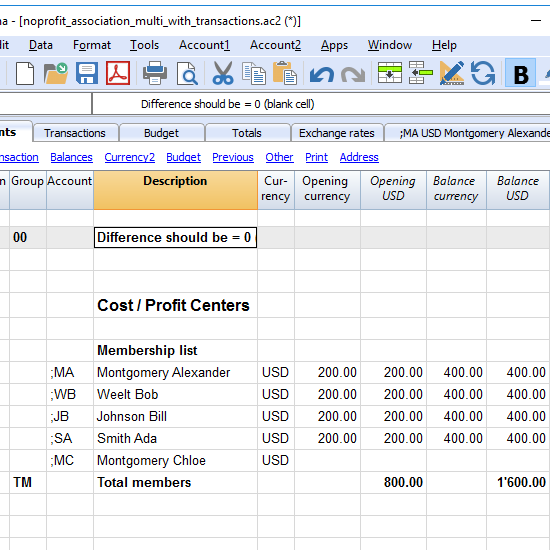 na - [noprofit_association_multi_with_transactions.ac2 (*)]
dit Data Format Tools Account1 Account2 Apps Window Help
B
Difference should be = 0 (blank cell)
nts Transactions Budget Totals Exchange rates ;MA USD Montgomery Alexande
nsaction Balances Currency2 Budget Previous Other Print Address
n Group Account Description Cur- Opening Opening Balance Balance
rency currency USD currency USD
00 Difference should be = 0 (
Cost / Profit Centers
Membership list
;MA Montgomery Alexander USD 200.00 200.00 400.00 400.00
;WB Weelt Bob USD 200.00 200.00 400.00 400.00
;JB Johnson Bill USD 200.00 200.00 400.00 400.00
;SA Smith Ada USD 200.00 200.00 400.00 400.00
;MC Montgomery Chloe USD
TM Total members 800.00 1'600.00